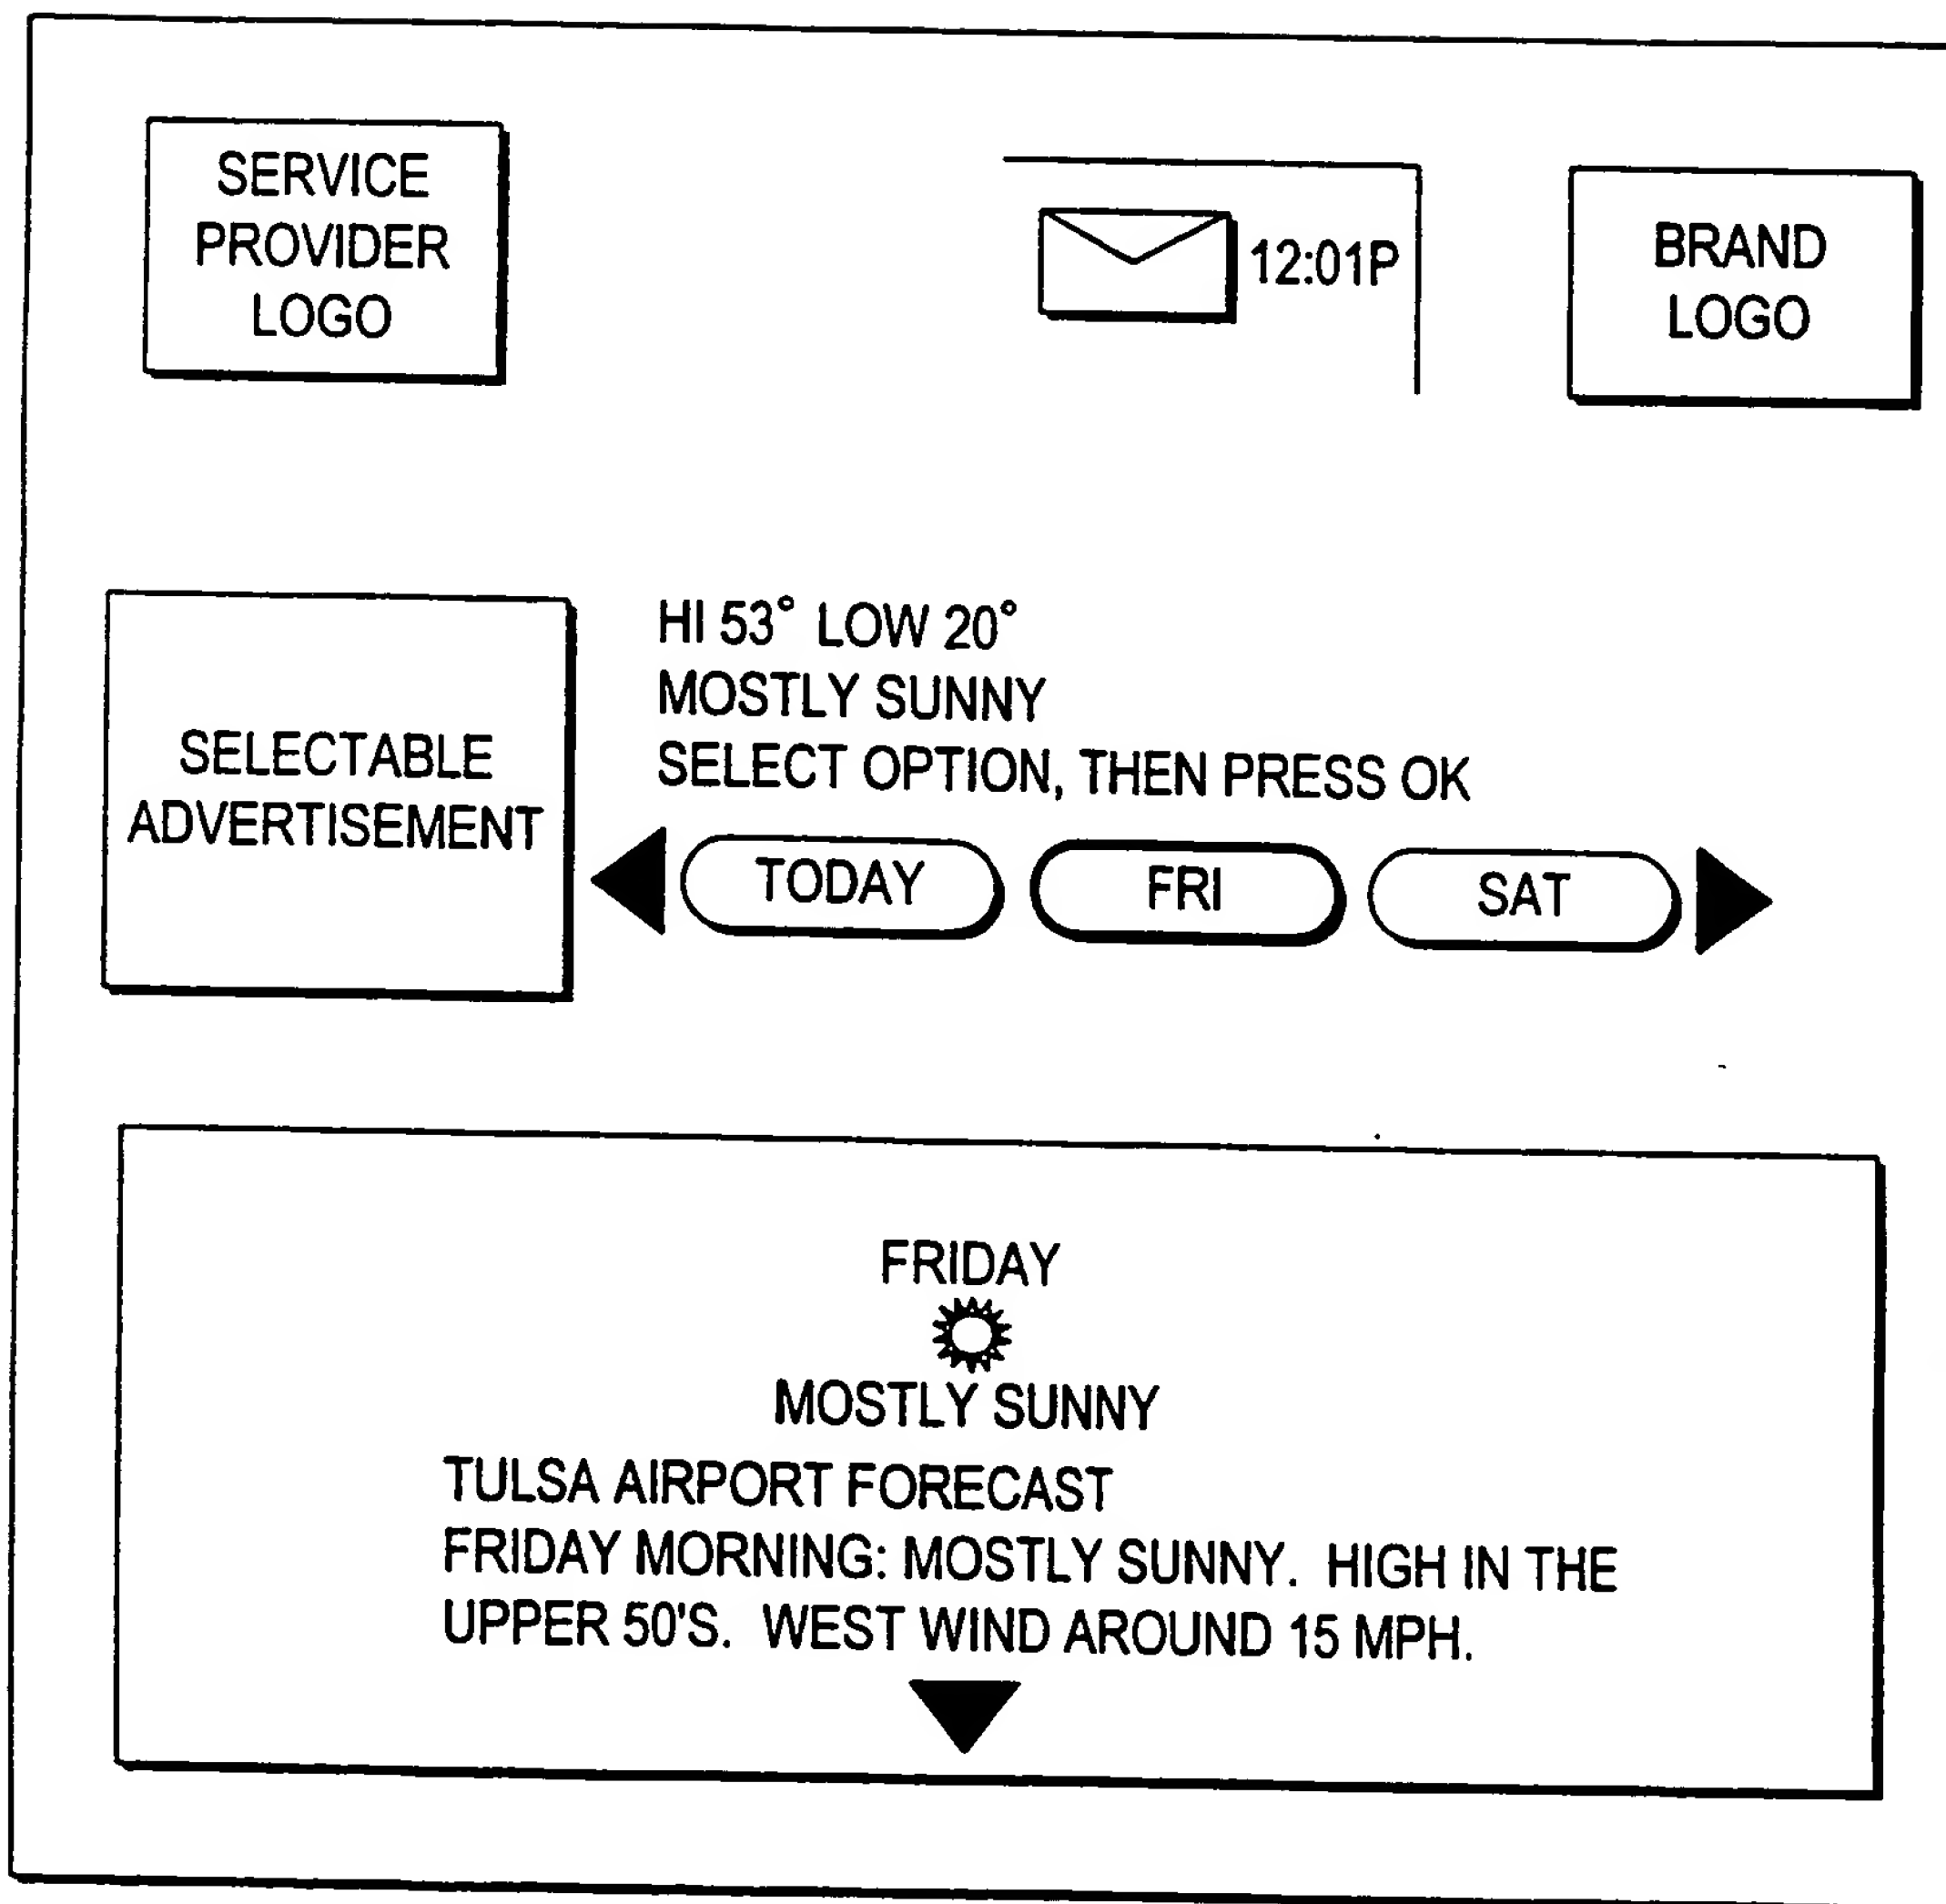 SERVICE
PROVIDER
LOGO
12:01P
BRAND
LOGO
SELECTABLE
ADVERTISEMENT
HI 53° LOW 20°
MOSTLY SUNNY
SELECT OPTION, THEN PRESS OK
TODAY
FRI
SAT
FRIDAY
MOSTLY SUNNY
TULSA AIRPORT FORECAST
FRIDAY MORNING: MOSTLY SUNNY. HIGH IN THE
UPPER 50'S. WEST WIND AROUND 15 MPH.